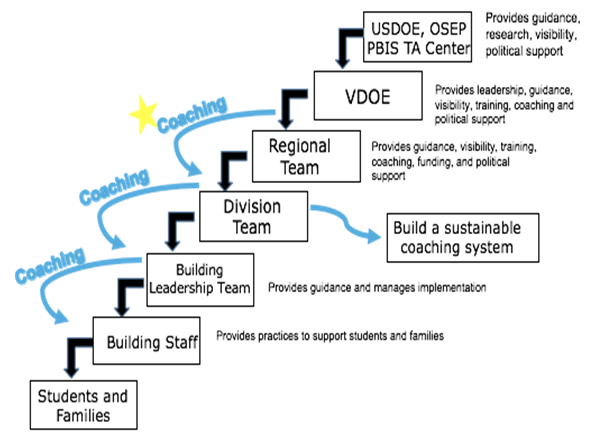 USDOE, OSEP
PBIS TA Center
Provides guidance,
research, visibility,
political support
VDOE
Provides leadership, guidance,
visibility, training, coaching and
political support
Coaching
Regional
Team
Provides guidance, visibility, training,
coaching, funding, and political
support
Coaching
Division
Team
Build a sustainable
coaching system
Coaching
Building
Leadership Team
Provides guidance and manages implementation
Building Staff
Provides practices to support students and families
Students and
Families